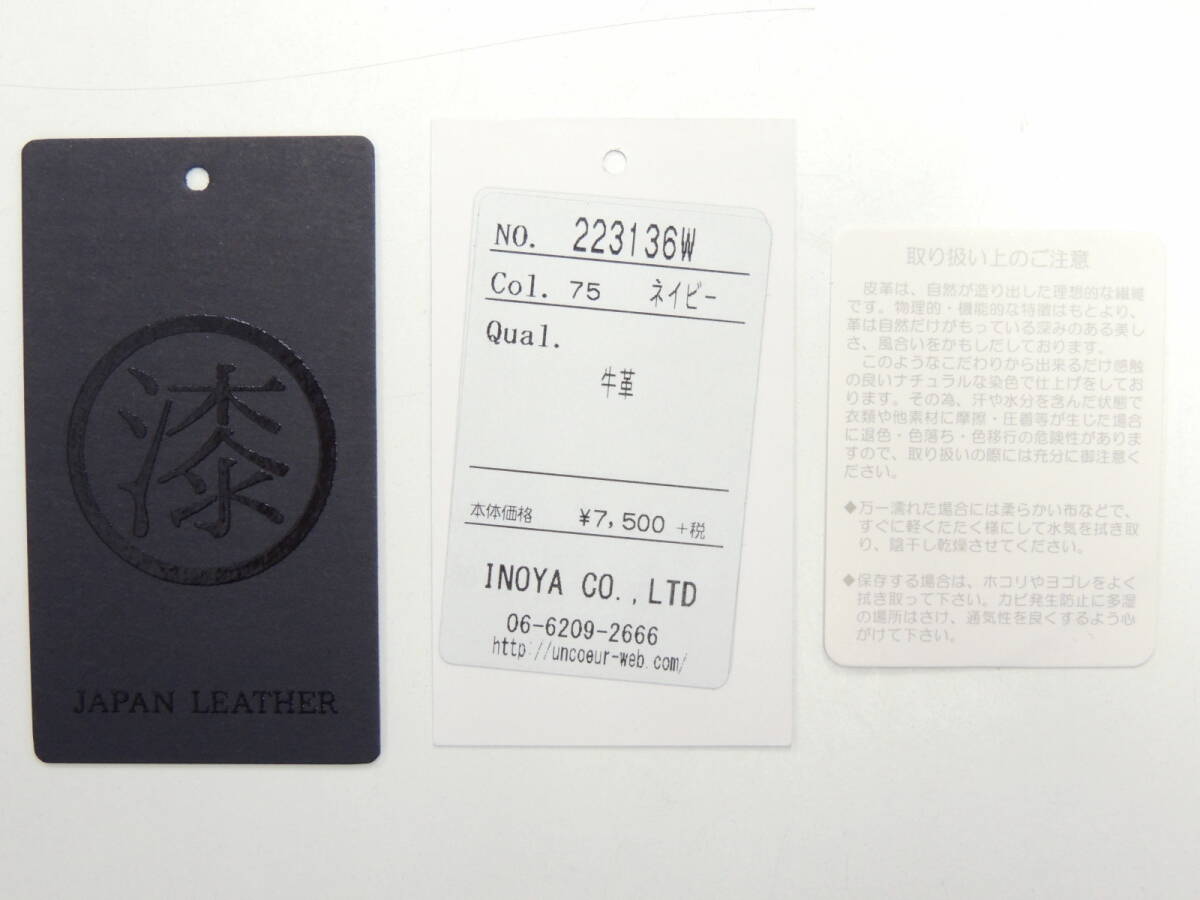 漆
JAPAN LEATHER
NO. 223136W
Col. 75 ネイビー
Qual.
牛革
本体価格 ¥7,500 +税
INOYA CO.,LTD
06-6209-2666
http://uncoeur-web.com/
取り扱い上のご注意
皮革は、自然が造り出した理想的な繊維
です。物理的・機能的な特徴はもとより、
革は自然だけがもっている深みのある美し
さ、風合いをかもしだしております。
このようなこだわりから出来るだけ感触
の良いナチュラルな染色で仕上げをしてお
ります。その為、汗や水分を含んだ状態で
衣類や他素材に摩擦・圧着等が生じた場合
に退色・色落ち・色移行の危険性がありま
すので、取り扱いの際には充分に御注意く
ださい。
◆万一濡れた場合には柔らかい布などで、
すぐに軽くたたく様にして水気を拭き取
り、陰干し乾燥させてください。
◆保存する場合は、ホコリやヨゴレをよく
拭き取って下さい。カビ発生防止に多湿
の場所はさけ、通気性を良くするよう心
がけて下さい。